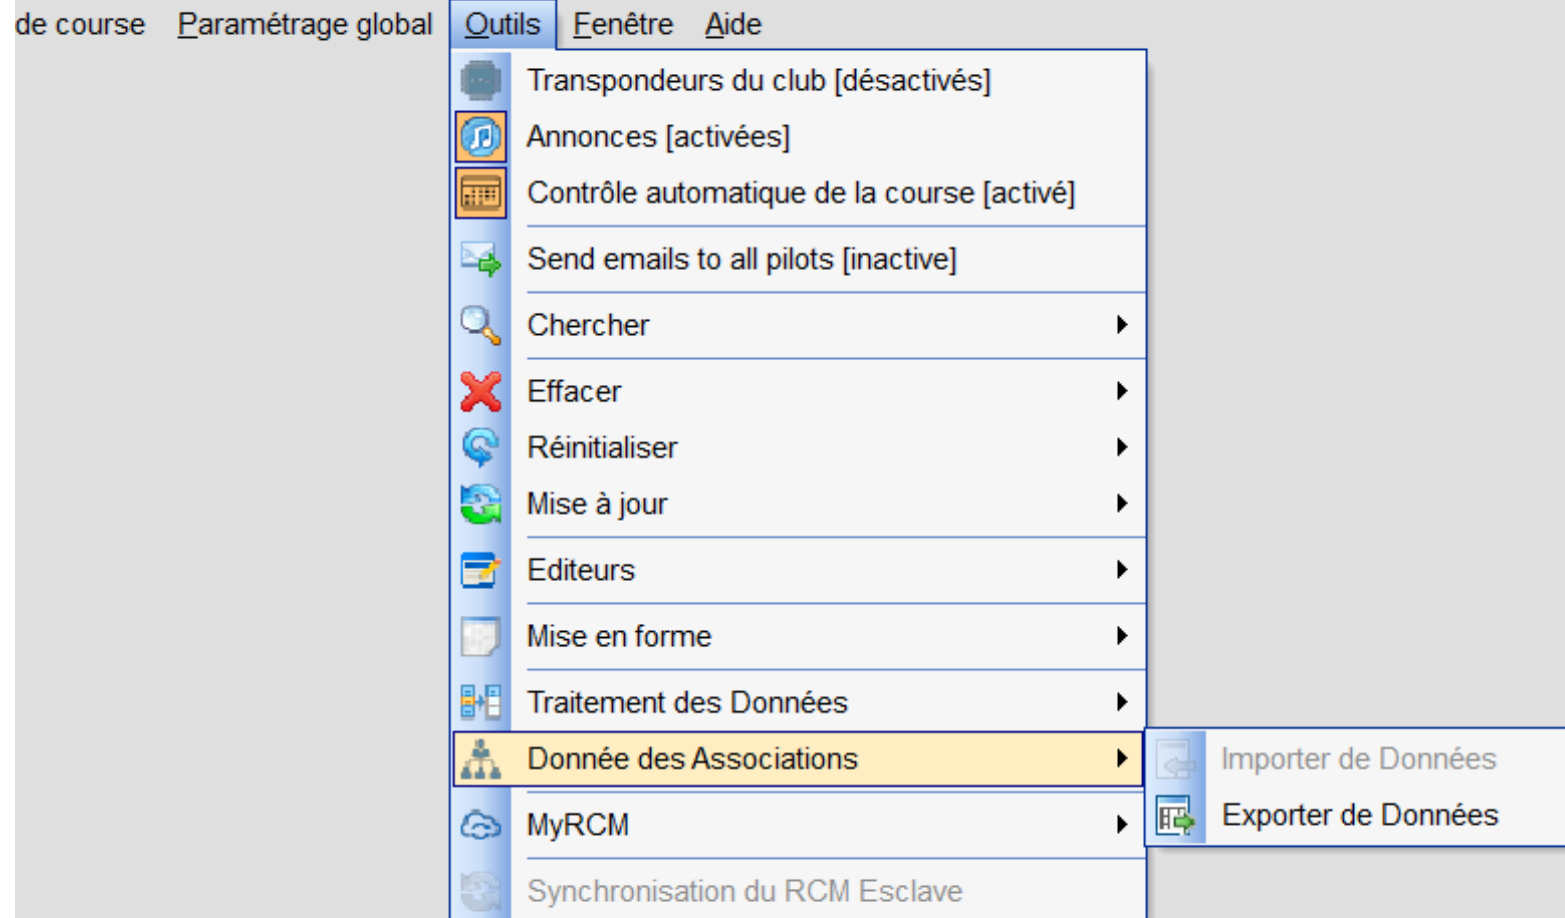 de course Paramétrage global Outils Fenêtre Aide
Transpondeurs du club [désactivés]
Annonces [activées]
Contrôle automatique de la course [activé]
Send emails to all pilots [inactive]
Chercher
Effacer
Réinitialiser
Mise à jour
Editeurs
Mise en forme
Traitement des Données
Donnée des Associations
Importer de Données
Exporter de Données
MyRCM
Synchronisation du RCM Esclave